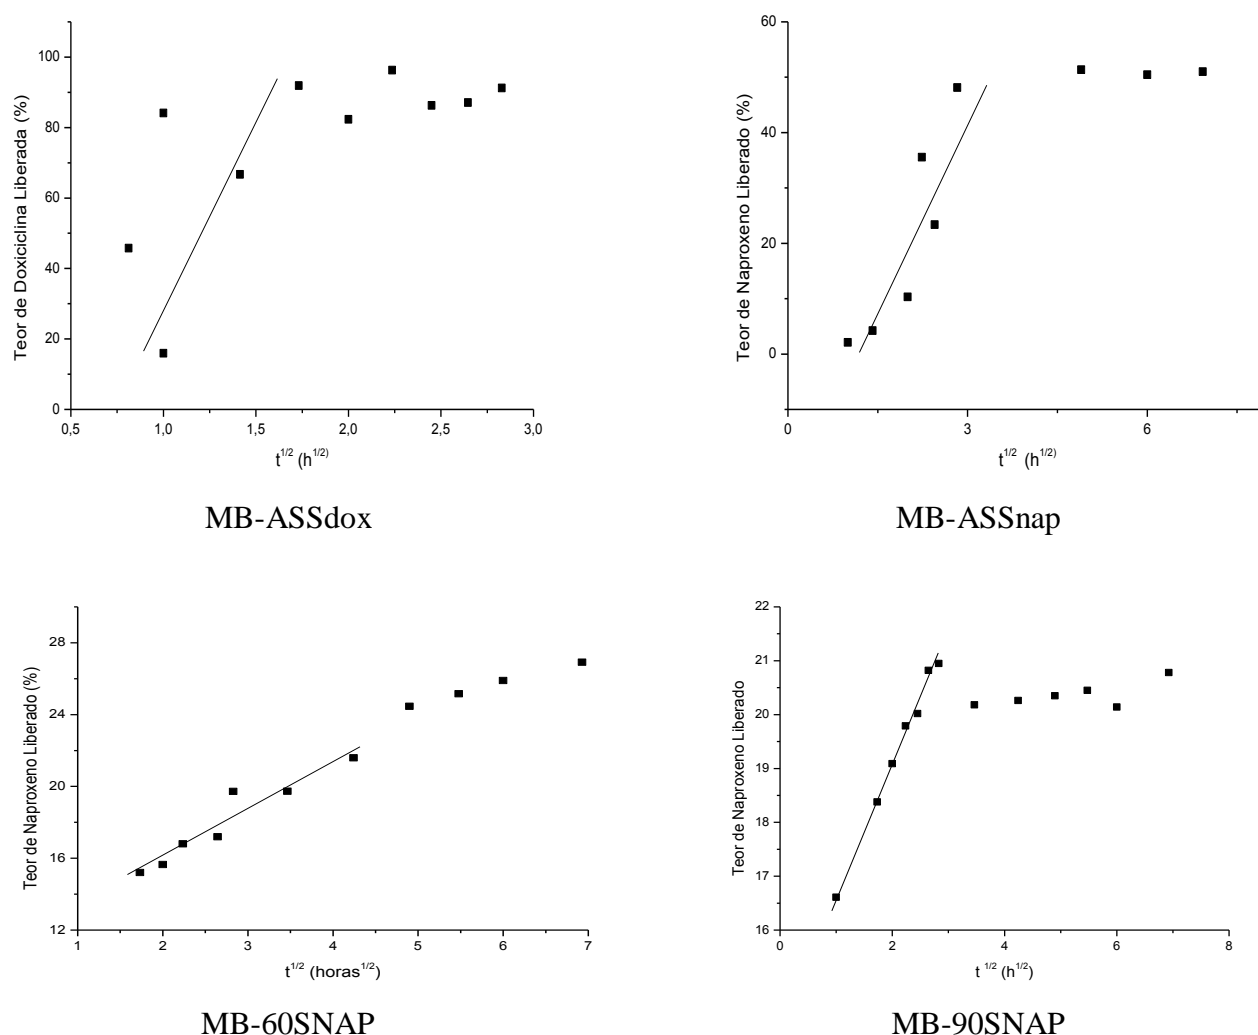 Teor de Doxiciclina Liberada (%)
100
80
60
40
20
0
0,5 1,0 1,5 2,0 2,5 3,0
t^1/2 (h^1/2)
MB-ASSdox
Teor de Naproxeno Liberado (%)
60
40
20
0
0 3 6
t^1/2 (h^1/2)
MB-ASSnap
Teor de Naproxeno Liberado (%)
28
24
20
16
12
1 2 3 4 5 6 7
t^1/2 (horas^1/2)
MB-60SNAP
Teor de Naproxeno Liberado
22
21
20
19
18
17
16
0 2 4 6 8
t^1/2 (h^1/2)
MB-90SNAP